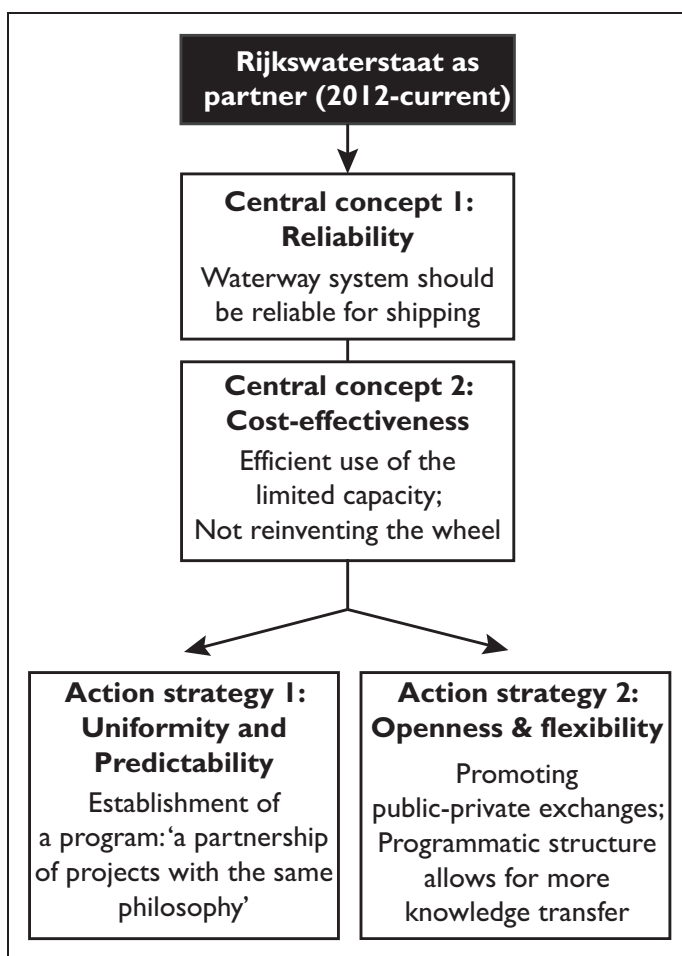 Rijkswaterstaat as
partner (2012-current)
Central concept 1:
Reliability
Waterway system should
be reliable for shipping
Central concept 2:
Cost-effectiveness
Efficient use of the
limited capacity;
Not reinventing the wheel
Action strategy 1:
Uniformity and
Predictability
Establishment of
a program: ‘a partnership
of projects with the same
philosophy’
Action strategy 2:
Openness & flexibility
Promoting
public-private exchanges;
Programmatic structure
allows for more
knowledge transfer